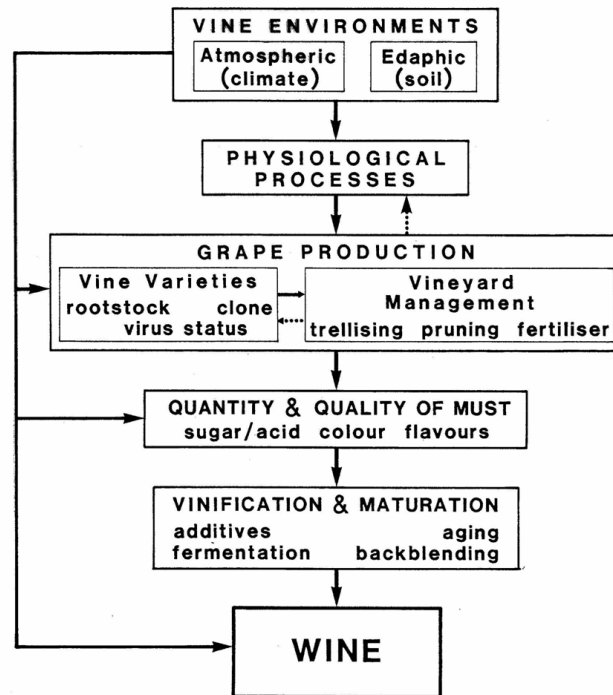 VINE ENVIRONMENTS
Atmospheric Edaphic
(climate) (soil)
PHYSIOLOGICAL
PROCESSES
GRAPE PRODUCTION
Vine Varieties
rootstock clone
virus status
Vineyard
Management
trellising pruning fertiliser
QUANTITY & QUALITY OF MUST
sugar/acid colour flavours
VINIFICATION & MATURATION
additives aging
fermentation backblending
WINE